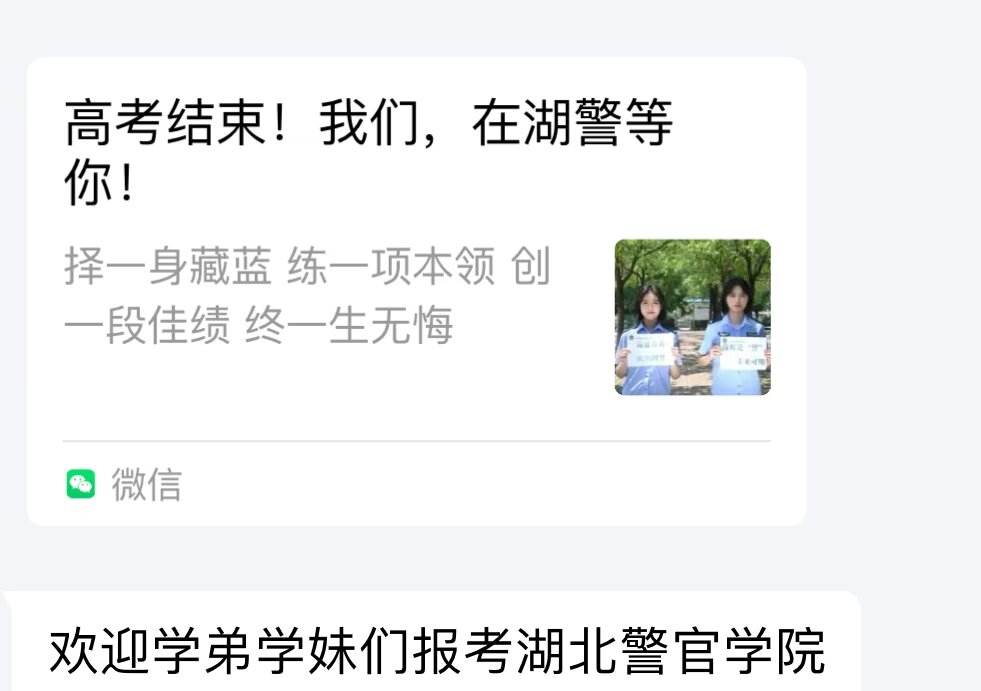 高考结束！我们，在湖警等
你！
择一身藏蓝 练一项本领 创
一段佳绩 终一生无悔
微信
欢迎学弟学妹们报考湖北警官学院